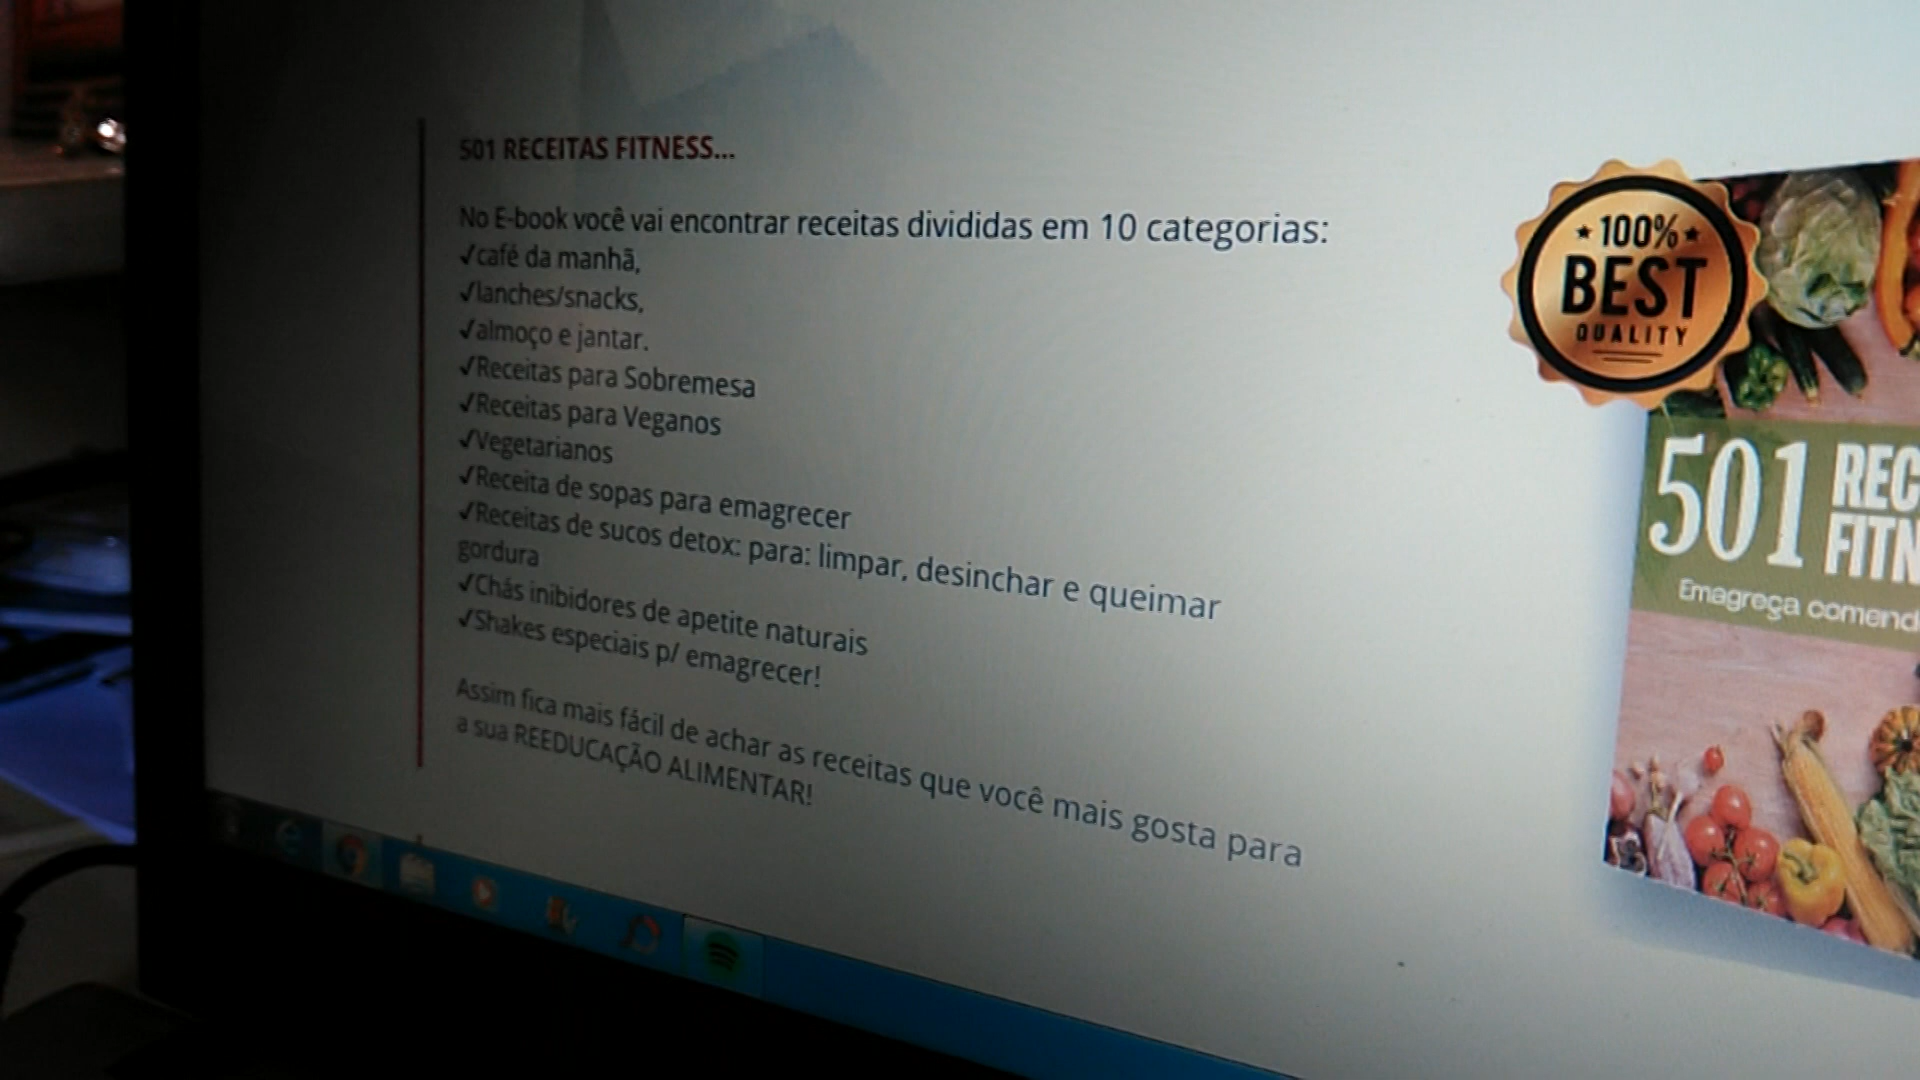 501 RECEITAS FITNESS...
No E-book você vai encontrar receitas divididas em 10 categorias:
✓café da manhã,
✓lanches/snacks,
✓almoço e jantar.
✓Receitas para Sobremesa
✓Receitas para Veganos
✓Vegetarianos
✓Receita de sopas para emagrecer
✓Receitas de sucos detox: para: limpar, desinchar e queimar
gordura
✓Chás inibidores de apetite naturais
✓Shakes especiais p/ emagrecer!
Assim fica mais fácil de achar as receitas que você mais gosta para
a sua REEDUCAÇÃO ALIMENTAR!
100%
BEST
QUALITY
501 REC
FITN
Emagreça comend